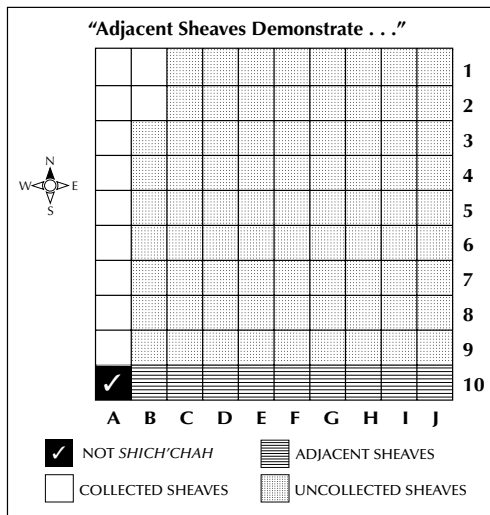 "Adjacent Sheaves Demonstrate . . ."
1
2
3
N
W E
S
4
5
6
7
8
9
✓ 10
A B C D E F G H I J
✓ NOT SHICH'CHAH
ADJACENT SHEAVES
COLLECTED SHEAVES
UNCOLLECTED SHEAVES